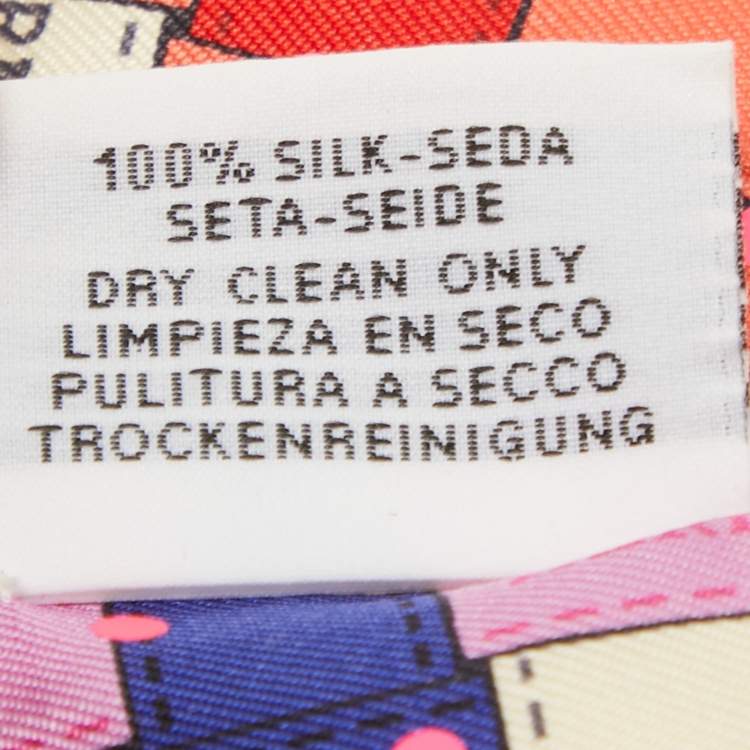 100% SILK-SEDA
SETA-SEIDE
DRY CLEAN ONLY
LIMPIEZA EN SECO
PULITURA A SECCO
TROCKENREINIGUNG